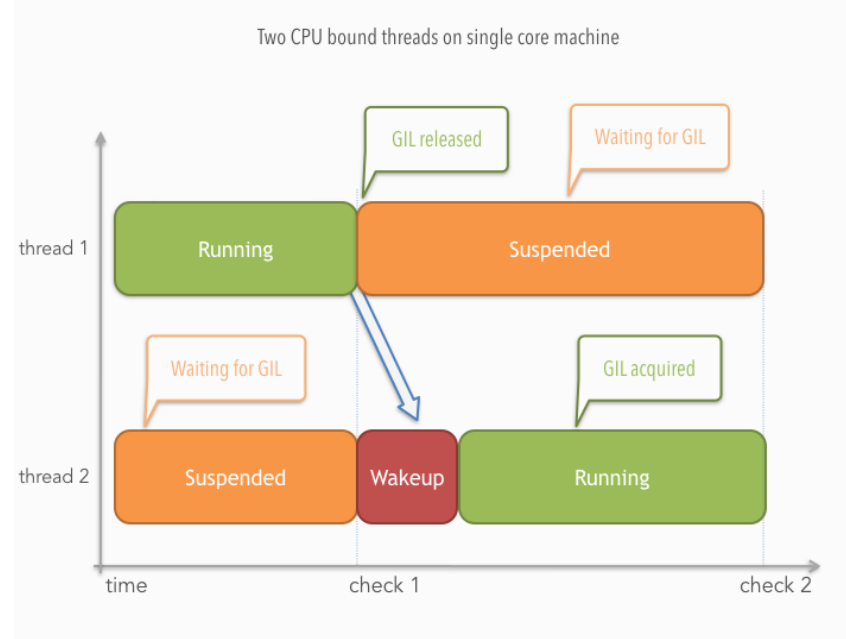 Two CPU bound threads on single core machine
GIL released
Waiting for GIL
thread 1
Running
Suspended
Waiting for GIL
GIL acquired
thread 2
Suspended
Wakeup
Running
time
check 1
check 2